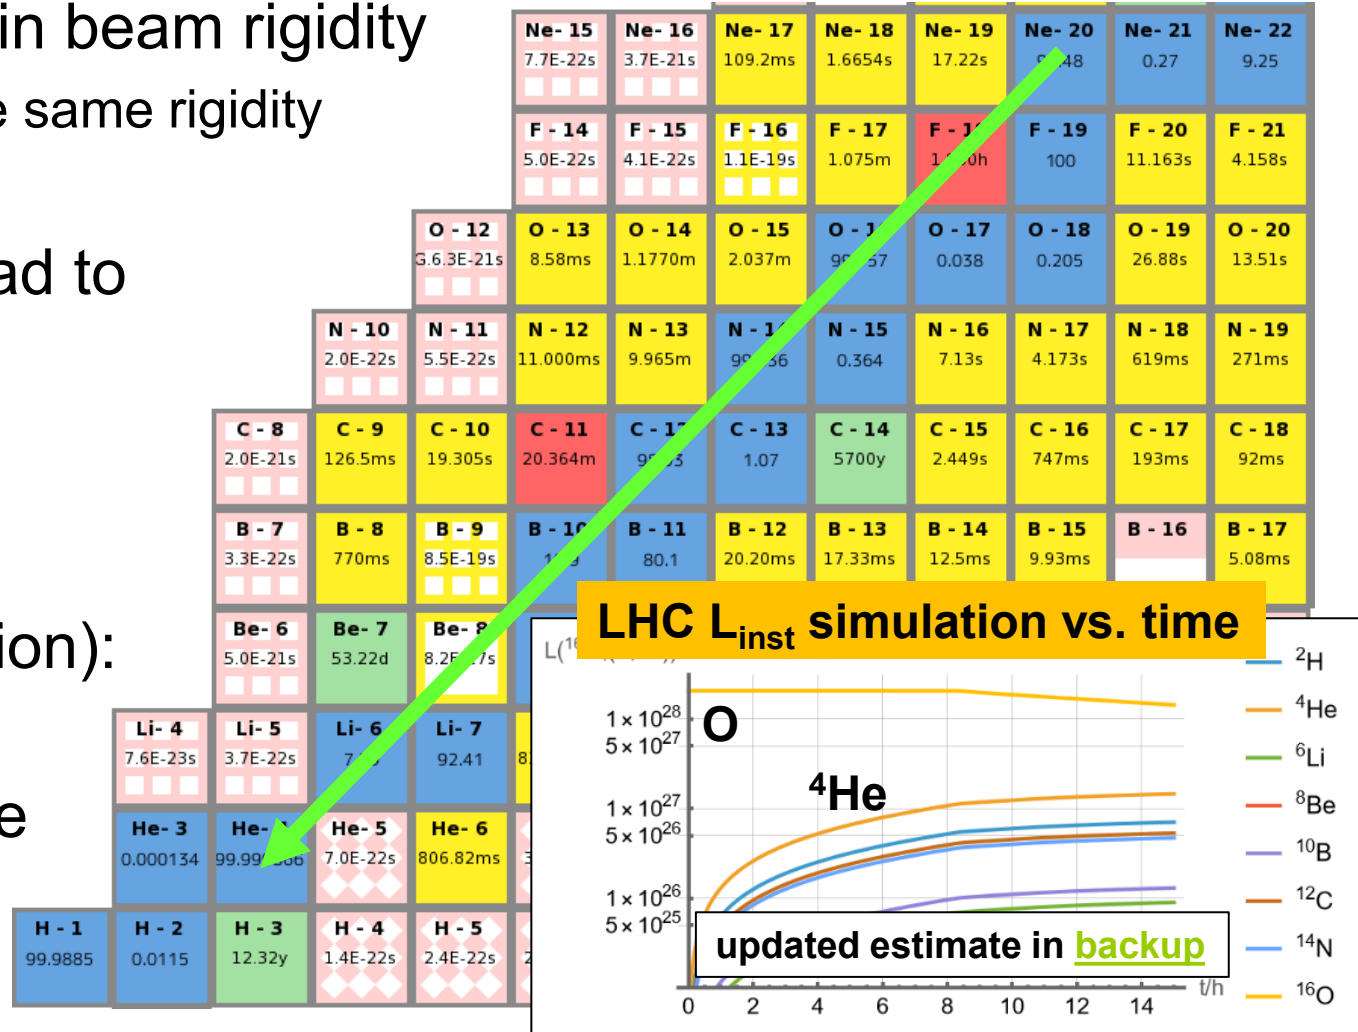 in beam rigidity
e same rigidity
ad to
ion):
e
Ne- 15 Ne- 16 Ne- 17 Ne- 18 Ne- 19 Ne- 20 Ne- 21 Ne- 22
7.7E-22s 3.7E-21s 109.2ms 1.6654s 17.22s 0.27 9.25
F - 14 F - 15 F - 16 F - 17 F - 19 F - 20 F - 21
5.0E-22s 4.1E-22s 1.1E-19s 1.075m 100 11.163s 4.158s
O - 12 O - 13 O - 14 O - 15 O - 17 O - 18 O - 19 O - 20
G.6.3E-21s 8.58ms 1.1770m 2.037m 0.038 0.205 26.88s 13.51s
N - 10 N - 11 N - 12 N - 13 N - 14 N - 15 N - 16 N - 17 N - 18 N - 19
2.0E-22s 5.5E-22s 11.000ms 9.965m 0.364 7.13s 4.173s 619ms 271ms
C - 8 C - 9 C - 10 C - 11 C - 12 C - 13 C - 14 C - 15 C - 16 C - 17 C - 18
2.0E-21s 126.5ms 19.305s 20.364m 1.07 5700y 2.449s 747ms 193ms 92ms
B - 7 B - 8 B - 9 B - 10 B - 11 B - 12 B - 13 B - 14 B - 15 B - 16 B - 17
3.3E-22s 770ms 8.5E-19s 80.1 20.20ms 17.33ms 12.5ms 9.93ms 5.08ms
Be- 6 Be- 7 Be- 8
5.0E-21s 53.22d
Li- 4 Li- 5 Li- 6 Li- 7
7.6E-23s 3.7E-22s 92.41
He- 3 He- 4 He- 5 He- 6
0.000134 7.0E-22s 806.82ms
H - 1 H - 2 H - 3 H - 4 H - 5
99.9885 0.0115 12.32y 1.4E-22s 2.4E-22s
LHC Linst simulation vs. time
1 × 10²⁸
5 × 10²⁷
1 × 10²⁷
5 × 10²⁶
1 × 10²⁶
5 × 10²⁵
O
⁴He
updated estimate in backup
0 2 4 6 8 10 12 14 t/h
²H
⁴He
⁶Li
⁸Be
¹⁰B
¹²C
¹⁴N
¹⁶O